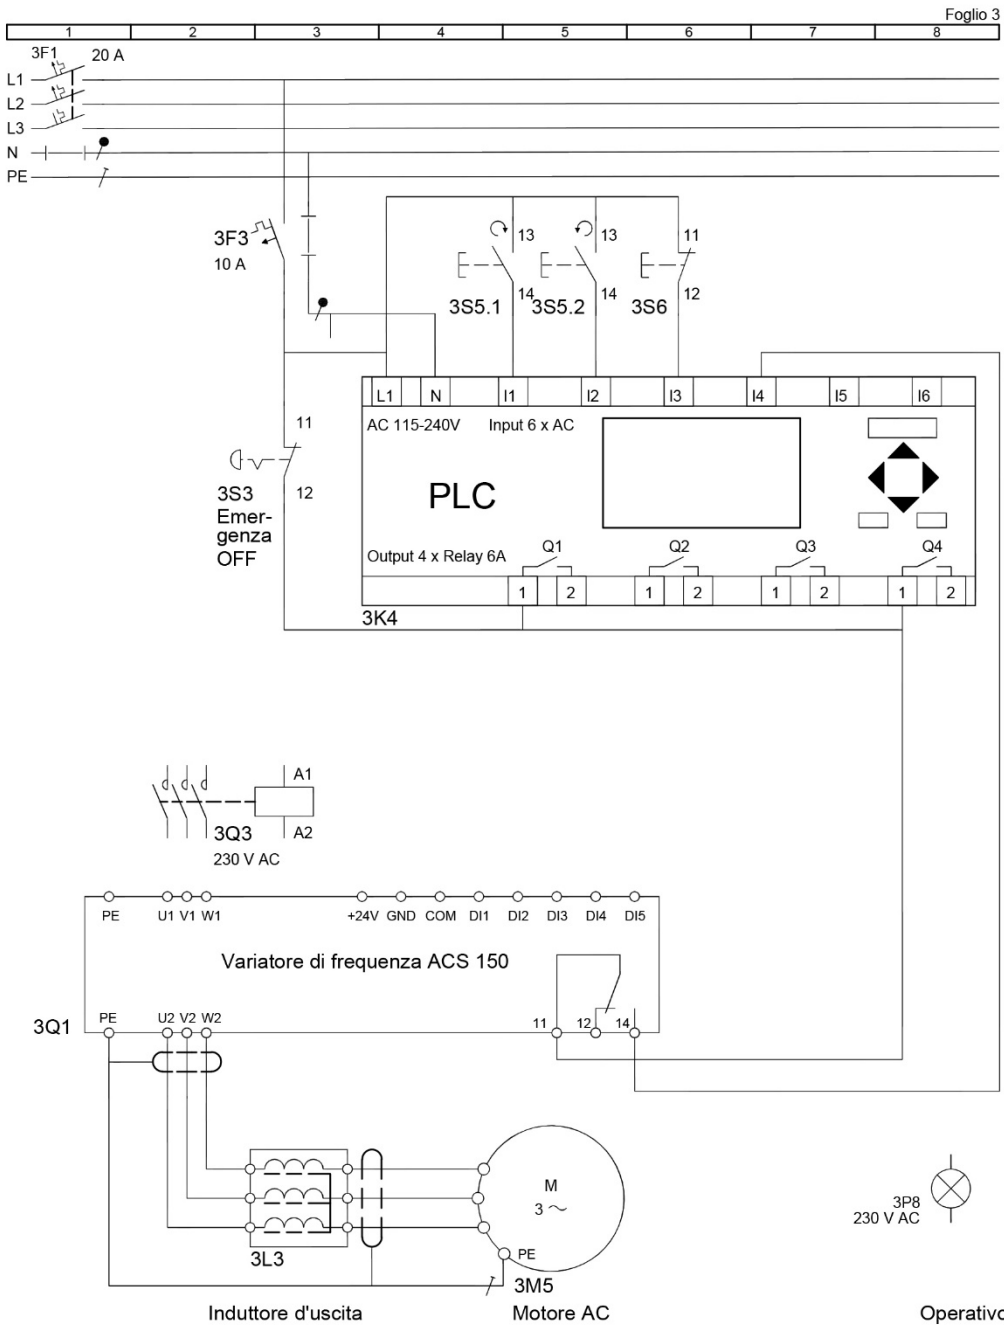 Foglio 3
1 2 3 4 5 6 7 8
3F1 20 A
L1
L2
L3
N
PE
3F3
10 A
13 13 11
14 14 12
3S5.1 3S5.2 3S6
L1 N I1 I2 I3 I4 I5 I6
AC 115-240V Input 6 x AC
11
12
3S3
Emer-
genza
OFF
PLC
Output 4 x Relay 6A
Q1 Q2 Q3 Q4
1 2 1 2 1 2 1 2
3K4
A1
3Q3 A2
230 V AC
PE U1 V1 W1 +24V GND COM DI1 DI2 DI3 DI4 DI5
Variatore di frequenza ACS 150
3Q1
PE U2 V2 W2 11 12 14
M
3 ~
3P8
230 V AC
PE
3L3
3M5
Induttore d'uscita Motore AC Operativo